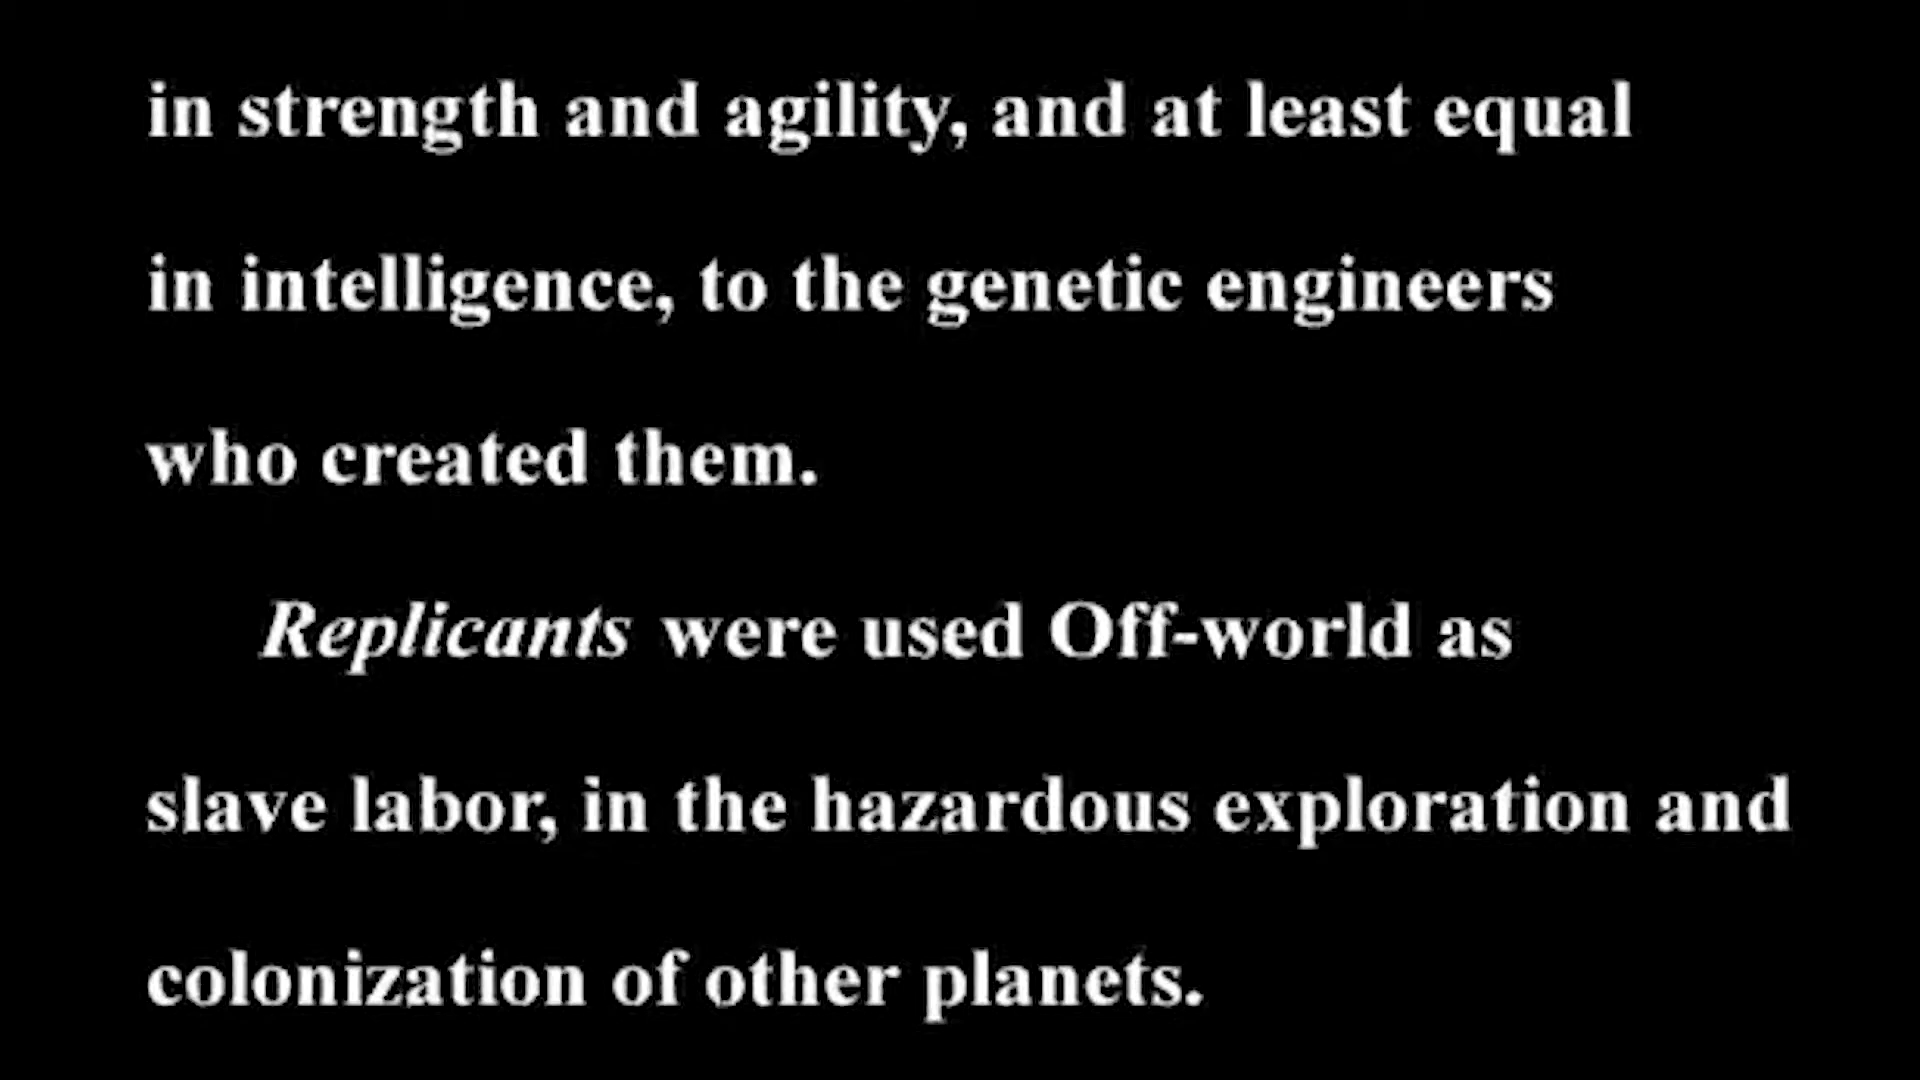 in strength and agility, and at least equal
in intelligence, to the genetic engineers
who created them.
Replicants were used Off-world as
slave labor, in the hazardous exploration and
colonization of other planets.